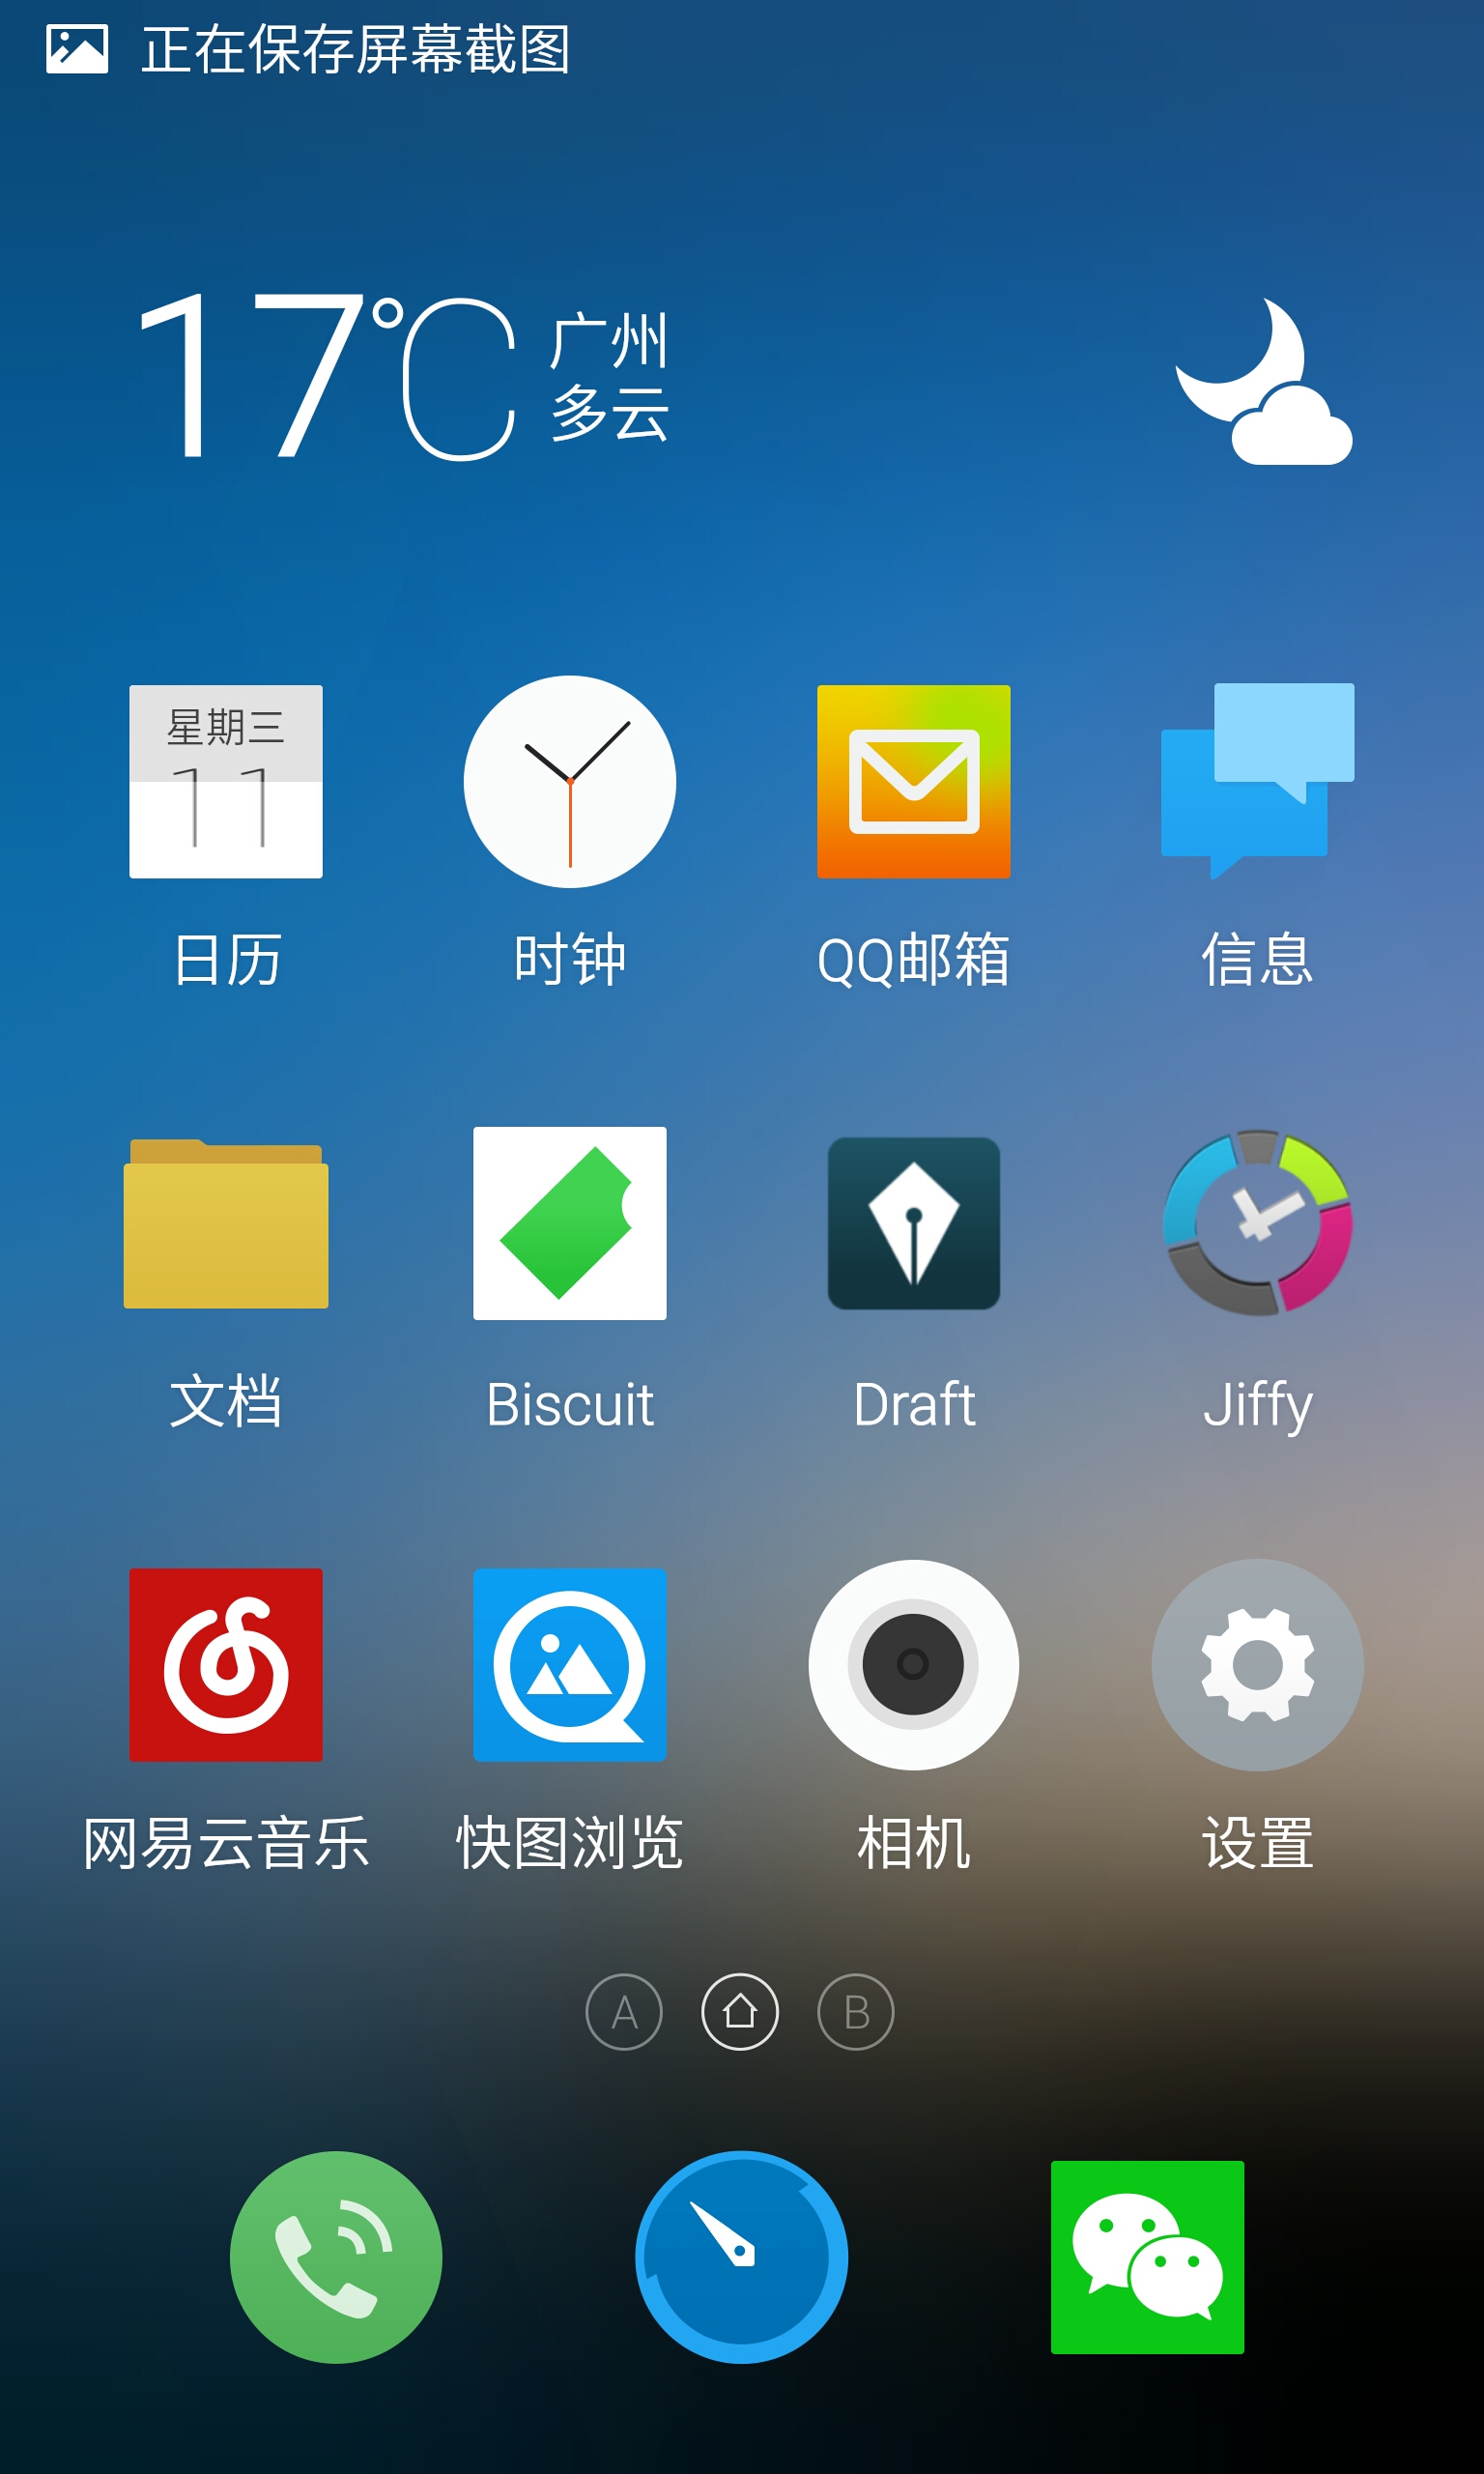 正在保存屏幕截图
17℃
广州
多云
星期三
11
日历
时钟
QQ邮箱
信息
文档
Biscuit
Draft
Jiffy
网易云音乐
快图浏览
相机
设置
A
B